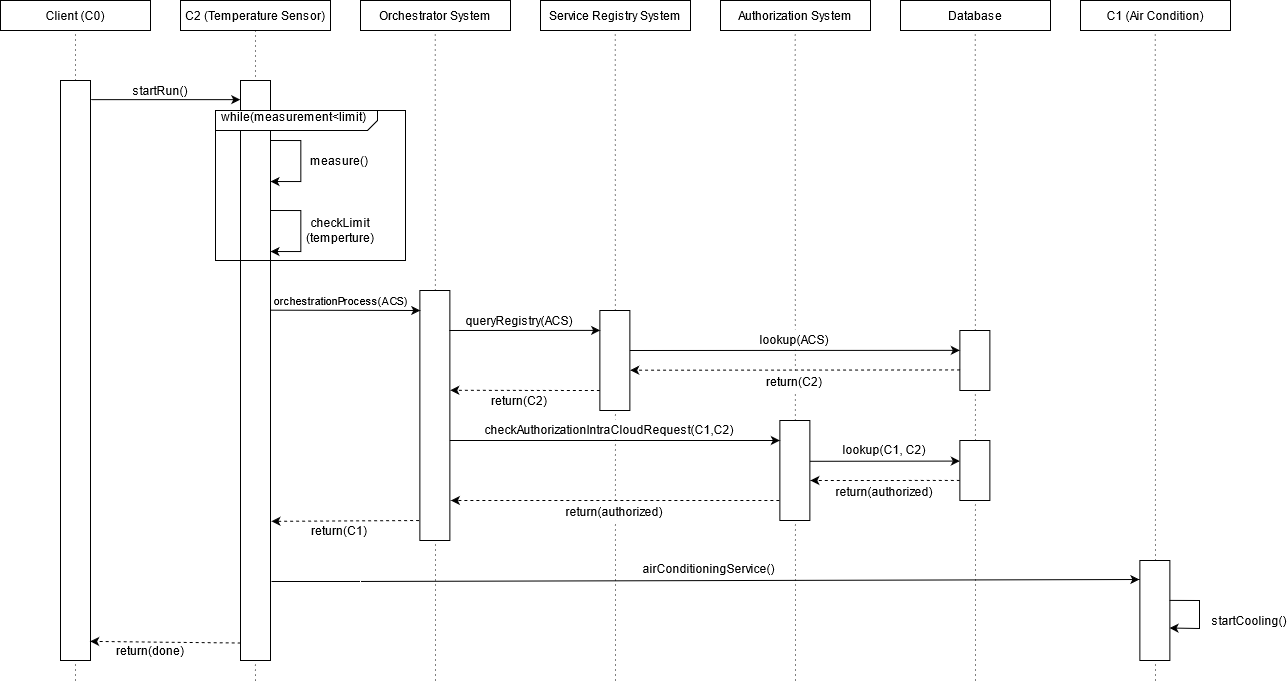 Client (C0)
C2 (Temperature Sensor)
Orchestrator System
Service Registry System
Authorization System
Database
C1 (Air Condition)
startRun()
while(measurement<limit)
measure()
checkLimit
(temperture)
orchestrationProcess(ACS)
queryRegistry(ACS)
lookup(ACS)
return(C2)
return(C2)
checkAuthorizationIntraCloudRequest(C1,C2)
lookup(C1, C2)
return(authorized)
return(authorized)
return(C1)
airConditioningService()
startCooling()
return(done)